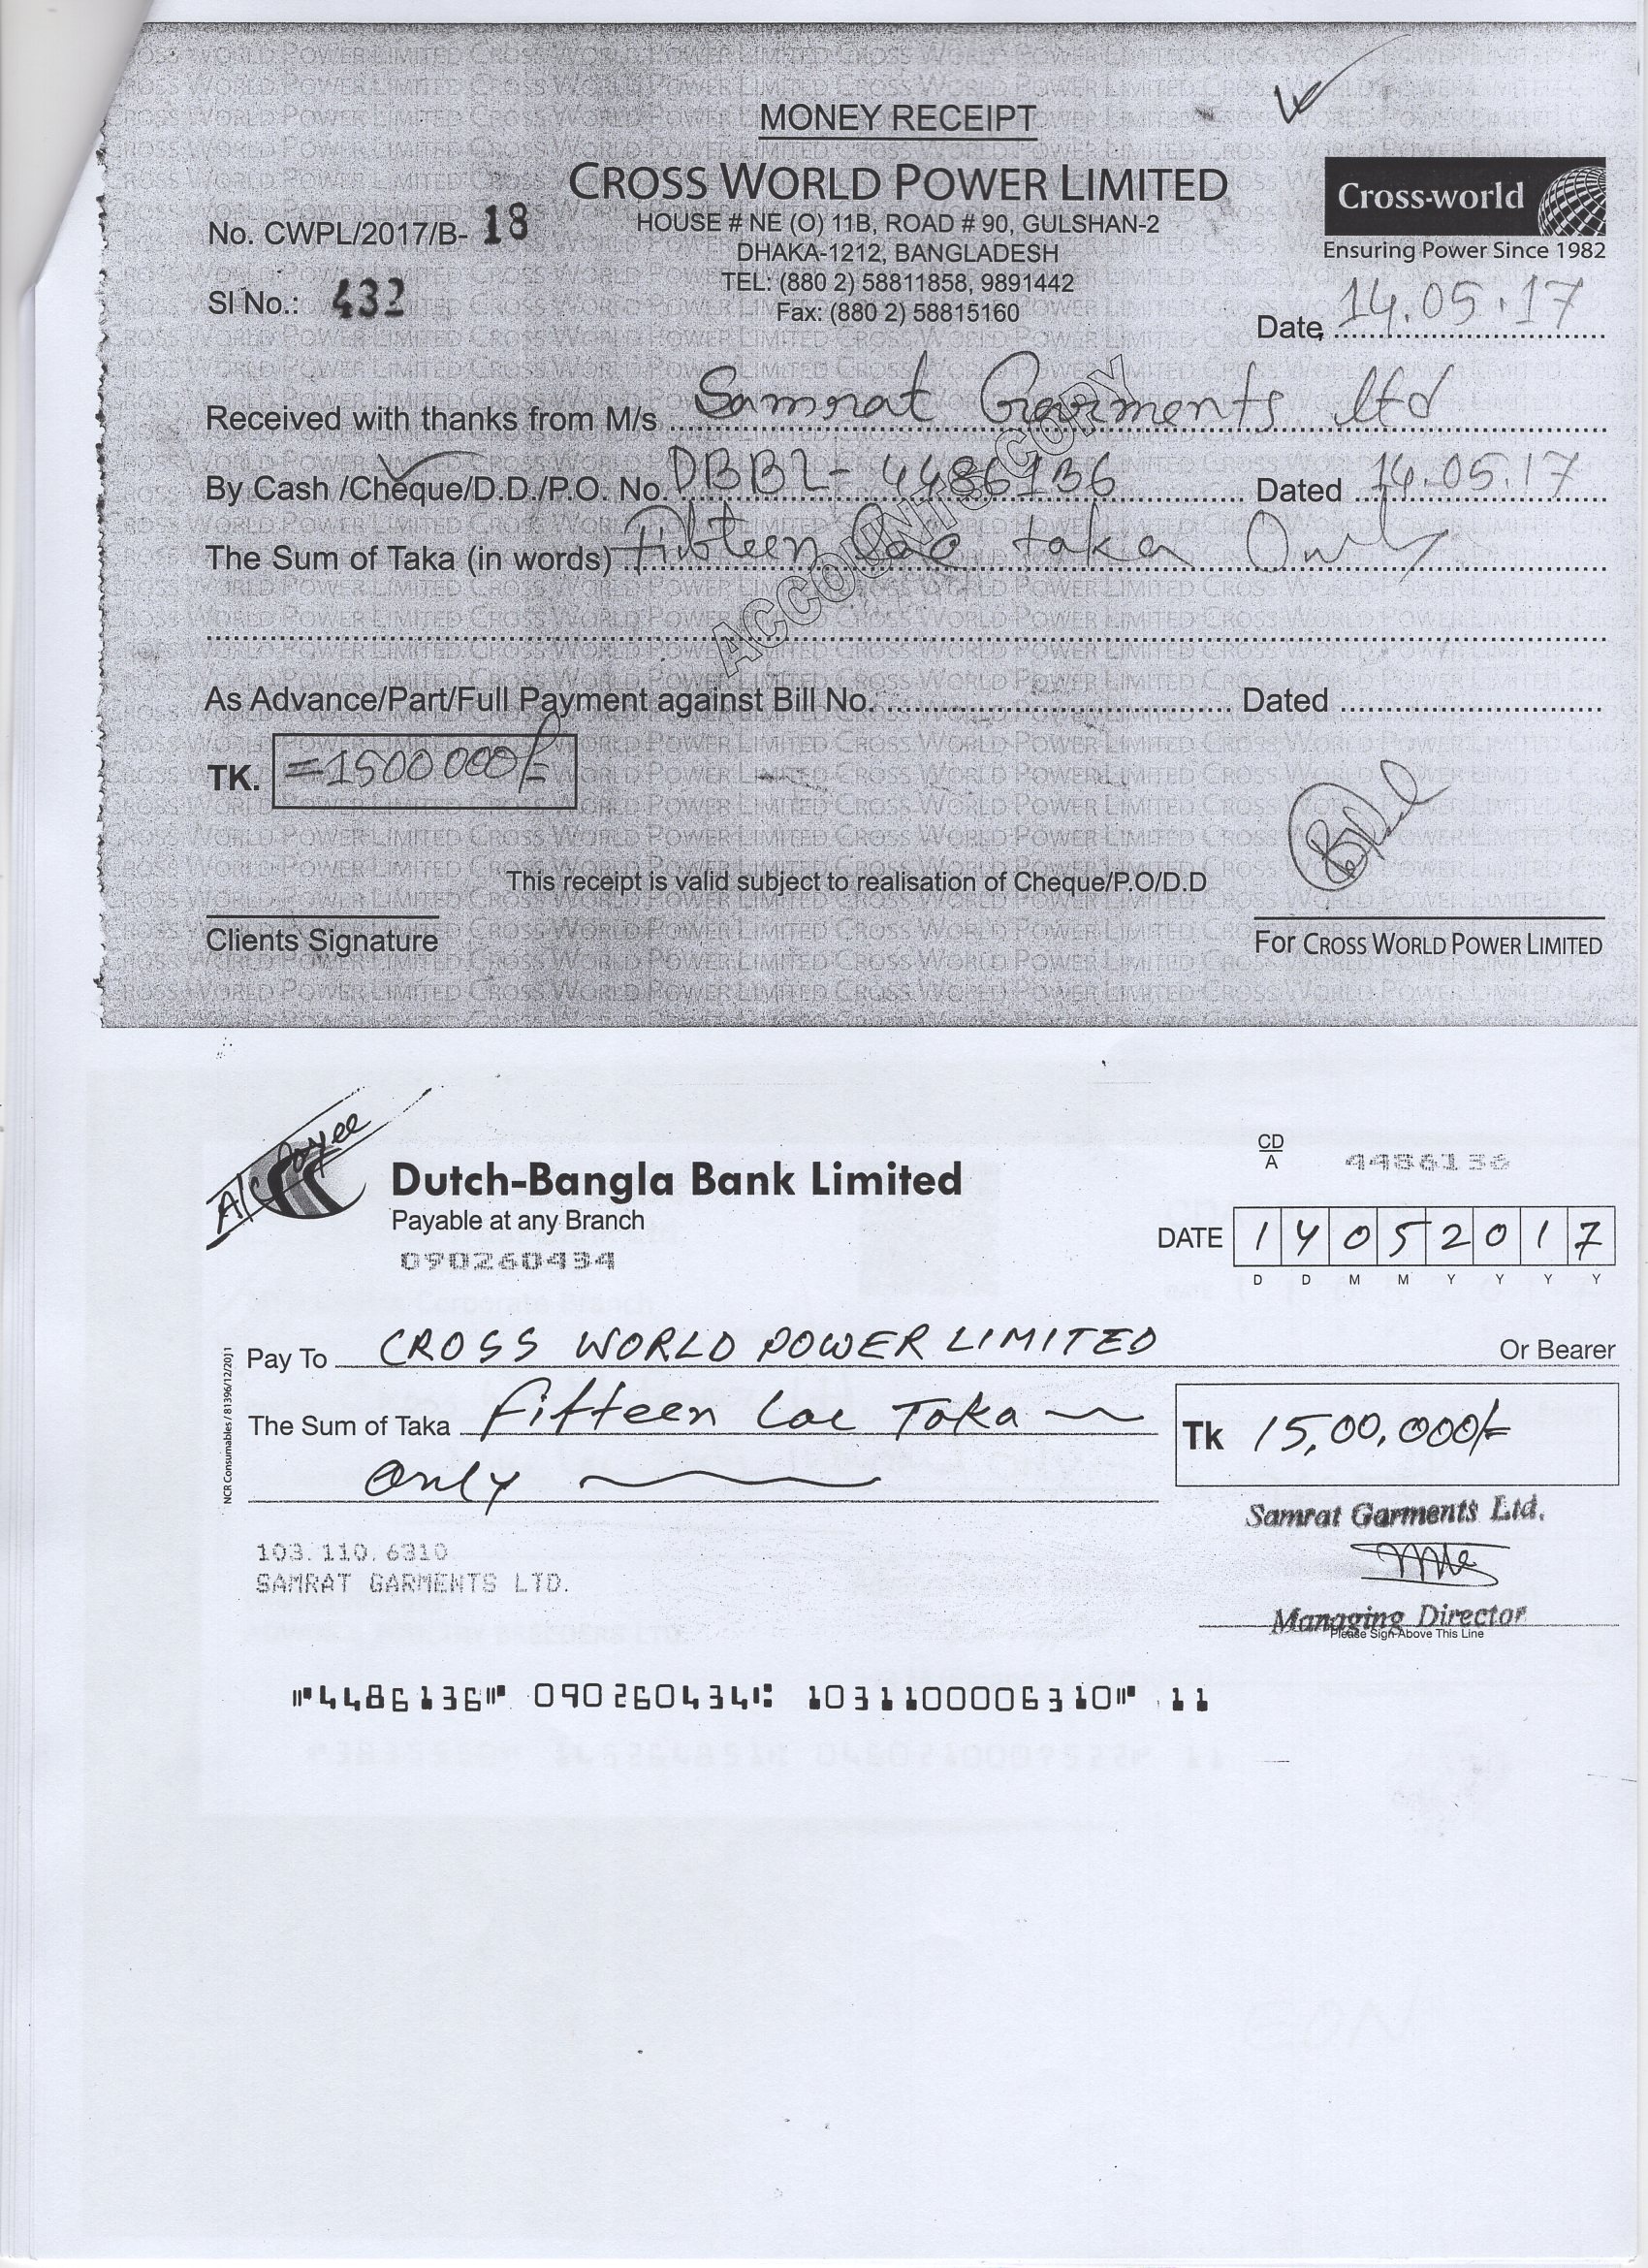 MONEY RECEIPT
CROSS WORLD POWER LIMITED
HOUSE # NE (O) 11B, ROAD # 90, GULSHAN-2
DHAKA-1212, BANGLADESH
TEL: (880 2) 58811858, 9891442
Fax: (880 2) 58815160
Cross-world
Ensuring Power Since 1982
No. CWPL/2017/B- 18
Sl No.: 432
Date 14.05.17
Received with thanks from M/s Samrat Garments ltd
By Cash /Cheque/D.D./P.O. No. DBBL- 4486136 Dated 14.05.17
The Sum of Taka (in words) Fifteen lac taka Only
ACCOUNTS COPY
As Advance/Part/Full Payment against Bill No. Dated
TK. =1500000/=
This receipt is valid subject to realisation of Cheque/P.O/D.D
Clients Signature For CROSS WORLD POWER LIMITED
A/C Payee
Dutch-Bangla Bank Limited
Payable at any Branch
090260434
CD
A
4486136
DATE 1 4 0 5 2 0 1 7
D D M M Y Y Y Y
Pay To CROSS WORLD POWER LIMITED Or Bearer
The Sum of Taka Fifteen Lac Taka
Only
Tk 15,00,000/=
NCR Consumables / 81396/12/20J1
103.110.6310
SAMRAT GARMENTS LTD.
Samrat Garments Ltd.
Managing Director
Please Sign Above This Line
⑈4486136⑈ 090260434⑆ 1031100006310⑈ 11